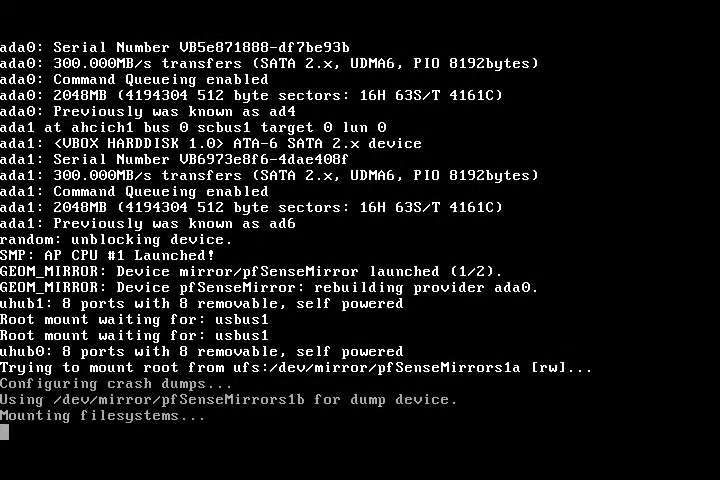 ada0: Serial Number VB5e871888-df7be93b
ada0: 300.000MB/s transfers (SATA 2.x, UDMA6, PIO 8192bytes)
ada0: Command Queueing enabled
ada0: 2048MB (4194304 512 byte sectors: 16H 63S/T 4161C)
ada0: Previously was known as ad4
ada1 at ahcich1 bus 0 scbus1 target 0 lun 0
ada1: <VBOX HARDDISK 1.0> ATA-6 SATA 2.x device
ada1: Serial Number VB6973e8f6-4dae408f
ada1: 300.000MB/s transfers (SATA 2.x, UDMA6, PIO 8192bytes)
ada1: Command Queueing enabled
ada1: 2048MB (4194304 512 byte sectors: 16H 63S/T 4161C)
ada1: Previously was known as ad6
random: unblocking device.
SMP: AP CPU #1 Launched!
GEOM_MIRROR: Device mirror/pfSenseMirror launched (1/2).
GEOM_MIRROR: Device pfSenseMirror: rebuilding provider ada0.
uhub1: 8 ports with 8 removable, self powered
Root mount waiting for: usbus1
Root mount waiting for: usbus1
uhub0: 8 ports with 8 removable, self powered
Trying to mount root from ufs:/dev/mirror/pfSenseMirrors1a [rw]...
Configuring crash dumps...
Using /dev/mirror/pfSenseMirrors1b for dump device.
Mounting filesystems...